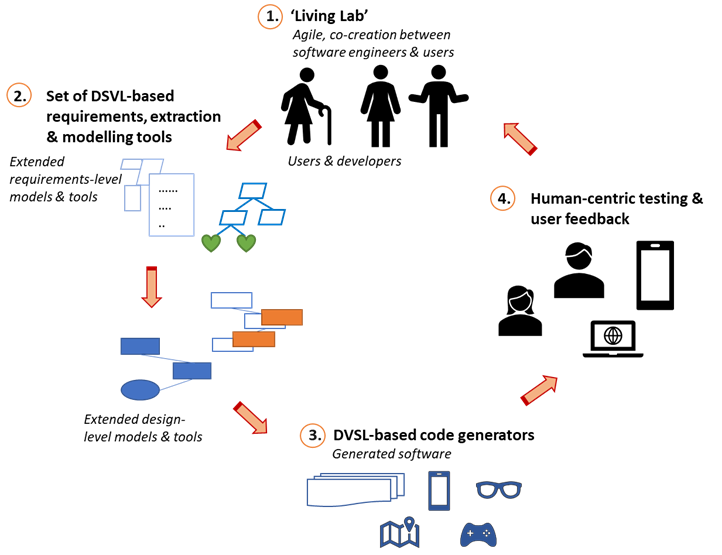 1. 'Living Lab'
Agile, co-creation between
software engineers & users
Users & developers
2. Set of DSVL-based
requirements, extraction
& modelling tools
Extended
requirements-level
models & tools
......
....
..
Extended design-
level models & tools
3. DVSL-based code generators
Generated software
4. Human-centric testing &
user feedback